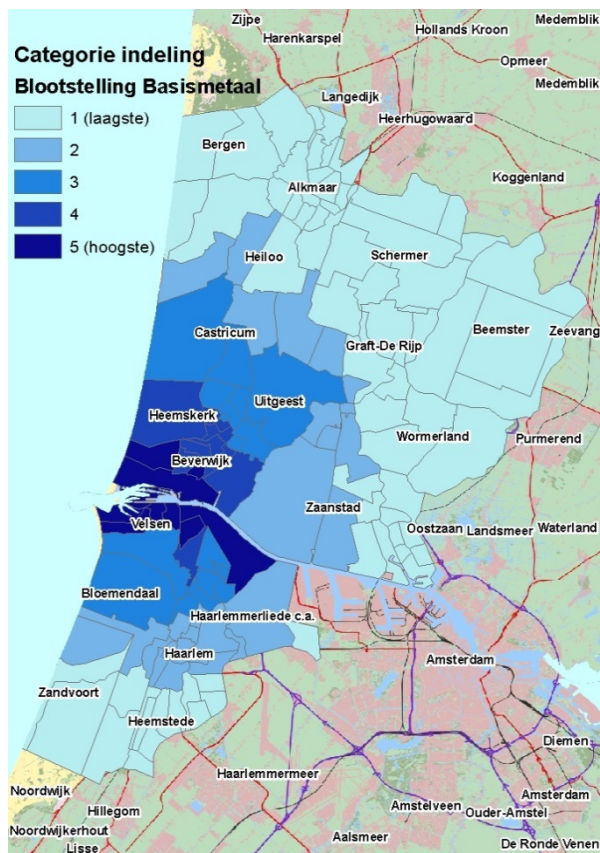 Categorie indeling
Blootstelling Basismetaal
1 (laagste)
2
3
4
5 (hoogste)
Zijpe
Harenkarspel
Hollands Kroon
Medemblik
Opmeer
Medemblik
Langedijk
Heerhugowaard
Bergen
Koggenland
Alkmaar
Heiloo
Schermer
Castricum
Beemster
Zeevang
Graft-De Rijp
Uitgeest
Heemskerk
Wormerland
Purmerend
Beverwijk
Zaanstad
Velsen
Oostzaan
Landsmeer
Waterland
Bloemendaal
Haarlemmerliede c.a.
Haarlem
Amsterdam
Zandvoort
Heemstede
Diemen
Haarlemmermeer
Noordwijk
Amsterdam
Hillegom
Amstelveen
Ouder-Amstel
Noordwijkerhout
Aalsmeer
Lisse
De Ronde Venen